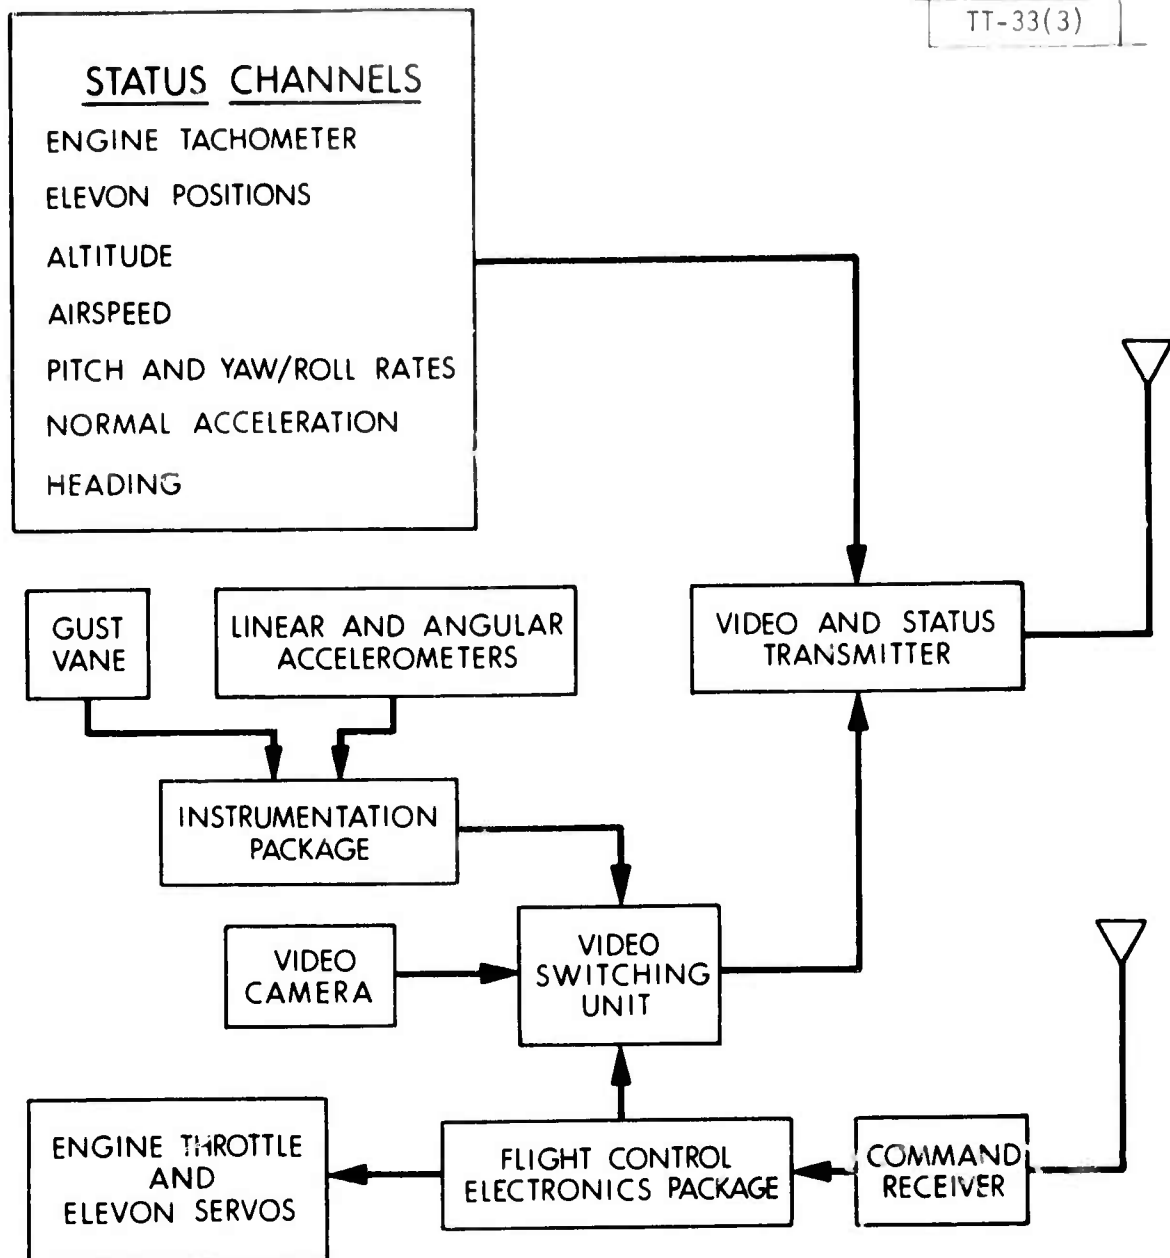 TT-33(3)
STATUS CHANNELS
ENGINE TACHOMETER
ELEVON POSITIONS
ALTITUDE
AIRSPEED
PITCH AND YAW/ROLL RATES
NORMAL ACCELERATION
HEADING
GUST
VANE
LINEAR AND ANGULAR
ACCELEROMETERS
VIDEO AND STATUS
TRANSMITTER
INSTRUMENTATION
PACKAGE
VIDEO
CAMERA
VIDEO
SWITCHING
UNIT
ENGINE THROTTLE
AND
ELEVON SERVOS
FLIGHT CONTROL
ELECTRONICS PACKAGE
COMMAND
RECEIVER